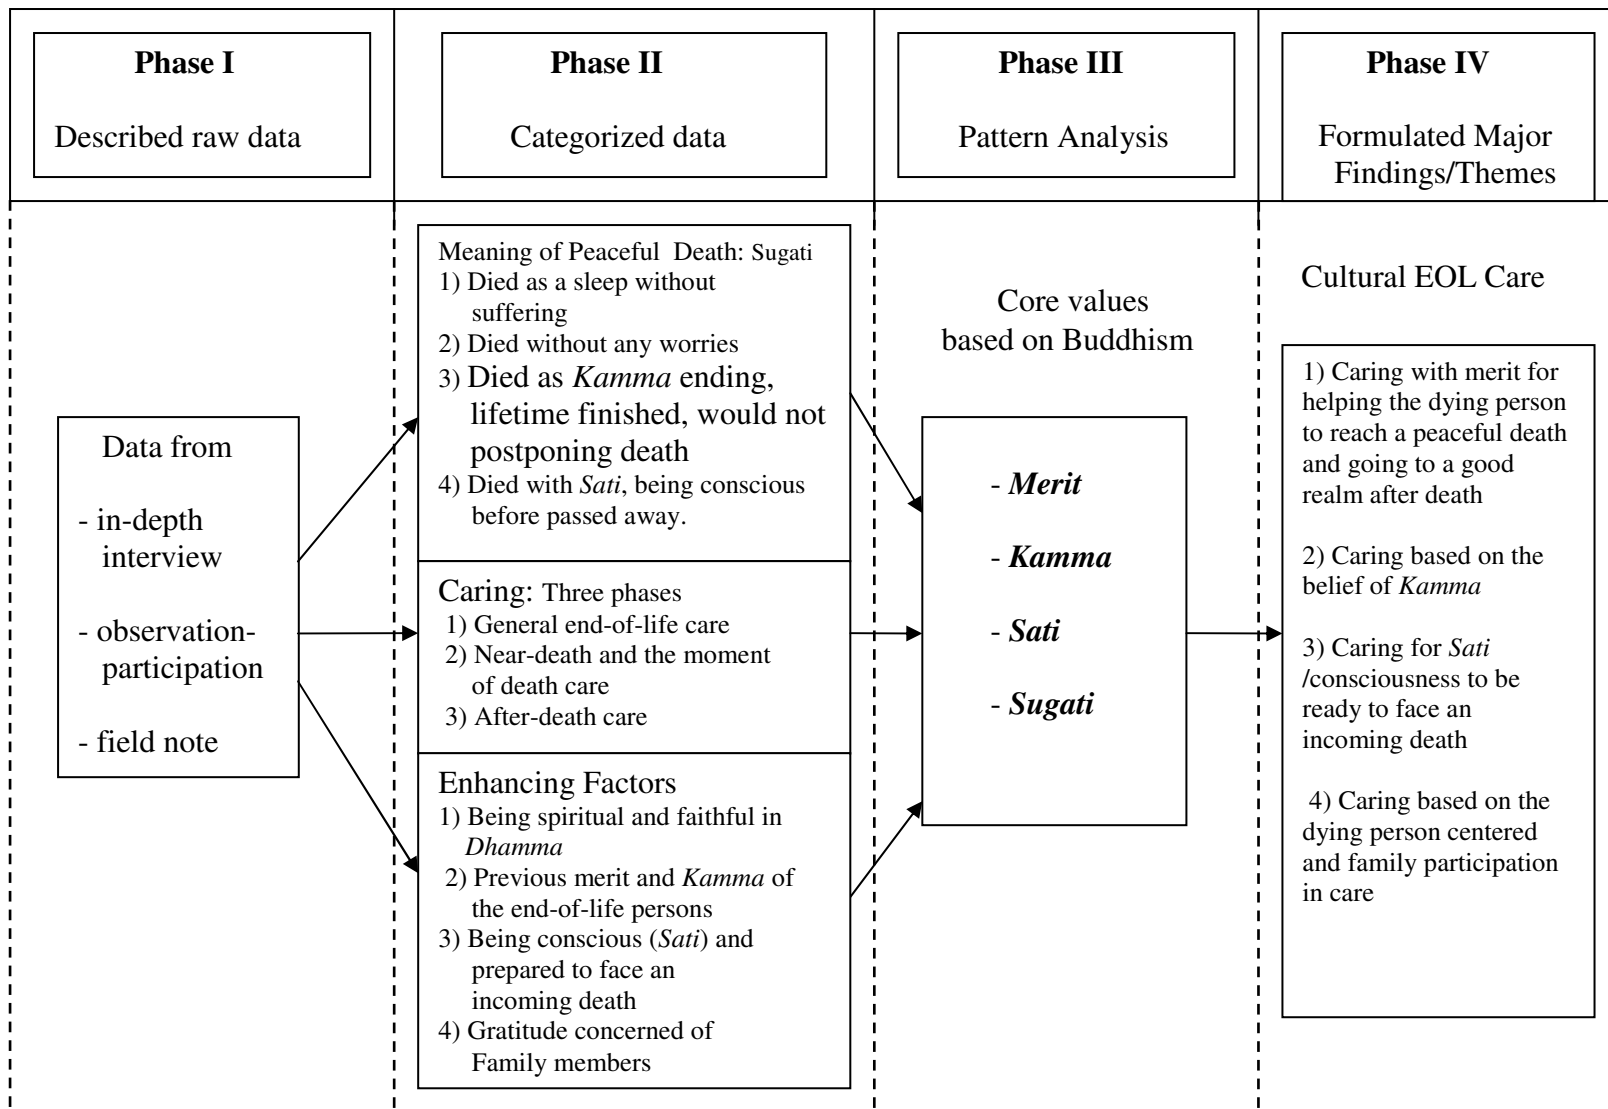 Phase I
Described raw data
Phase II
Categorized data
Phase III
Pattern Analysis
Phase IV
Formulated Major
Findings/Themes
Data from
- in-depth
interview
- observation-
participation
- field note
Meaning of Peaceful Death: Sugati
1) Died as a sleep without
suffering
2) Died without any worries
3) Died as Kamma ending,
lifetime finished, would not
postponing death
4) Died with Sati, being conscious
before passed away.
Caring: Three phases
1) General end-of-life care
2) Near-death and the moment
of death care
3) After-death care
Enhancing Factors
1) Being spiritual and faithful in
Dhamma
2) Previous merit and Kamma of
the end-of-life persons
3) Being conscious (Sati) and
prepared to face an
incoming death
4) Gratitude concerned of
Family members
Core values
based on Buddhism
- Merit
- Kamma
- Sati
- Sugati
Cultural EOL Care
1) Caring with merit for
helping the dying person
to reach a peaceful death
and going to a good
realm after death
2) Caring based on the
belief of Kamma
3) Caring for Sati
/consciousness to be
ready to face an
incoming death
4) Caring based on the
dying person centered
and family participation
in care